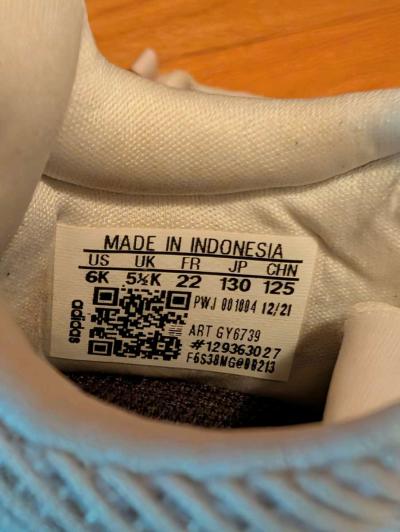 MADE IN INDONESIA
US UK FR JP CHN
6K 5½K 22 130 125
PWJ 001004 12/21
adidas
ART GY6739
#129363027